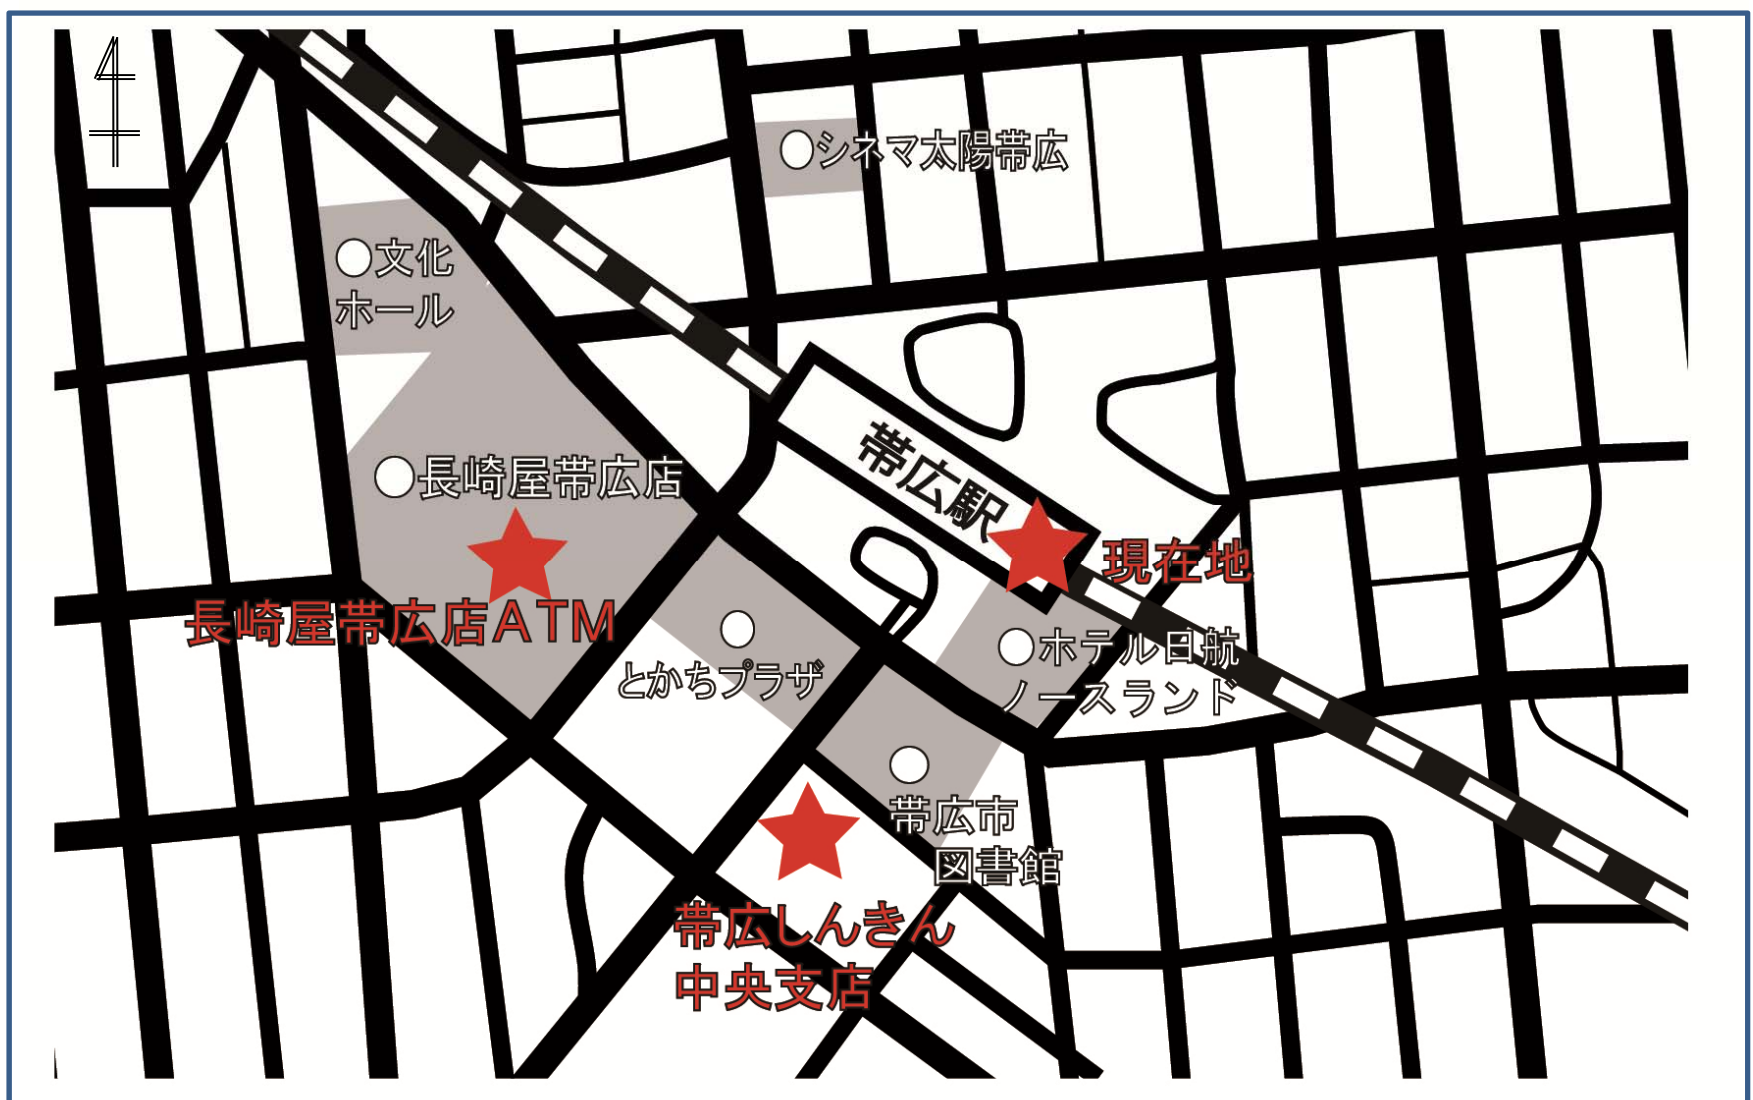 シネマ太陽帯広
文化
ホール
帯広駅
長崎屋帯広店
現在地
長崎屋帯広店ATM
とかちプラザ
ホテル日航
ノースランド
帯広市
図書館
帯広しんきん
中央支店